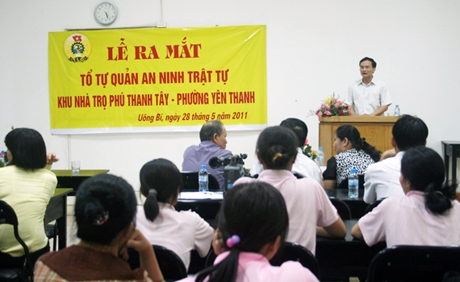 LỄ RA MẮT
TỔ TỰ QUẢN AN NINH TRẬT TỰ
KHU NHÀ TRỌ PHÚ THANH TÂY - PHƯỜNG YÊN THANH
Uông Bí, ngày 28 tháng 5 năm 2011